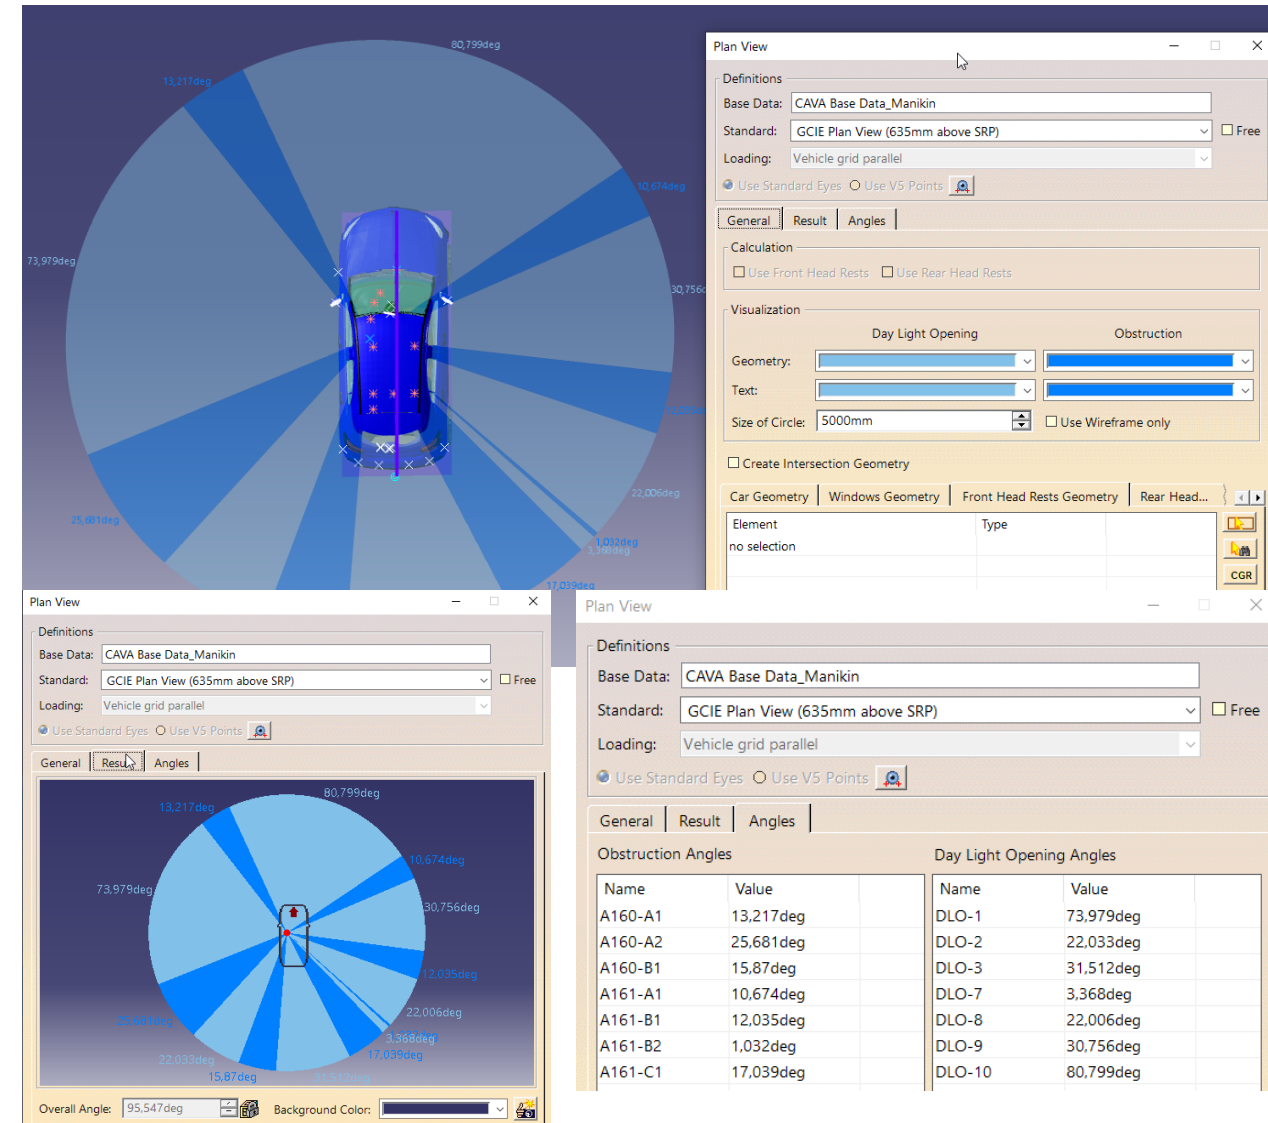 80,799deg
13,217deg
10,674deg
73,979deg
30,756
22,006deg
25,681deg
1,032deg
3,368deg
17,039deg
Plan View
Definitions
Base Data: CAVA Base Data_Manikin
Standard: GCIE Plan View (635mm above SRP) Free
Loading: Vehicle grid parallel
Use Standard Eyes Use V5 Points
General Result Angles
Calculation
Use Front Head Rests Use Rear Head Rests
Visualization
Day Light Opening Obstruction
Geometry:
Text:
Size of Circle: 5000mm Use Wireframe only
Create Intersection Geometry
Car Geometry Windows Geometry Front Head Rests Geometry Rear Head...
Element Type
no selection
CGR
Plan View
Definitions
Base Data: CAVA Base Data_Manikin
Standard: GCIE Plan View (635mm above SRP) Free
Loading: Vehicle grid parallel
Use Standard Eyes Use V5 Points
General Result Angles
80,799deg
13,217deg
10,674deg
73,979deg
30,756deg
12,035deg
22,006deg
25,681deg
3,368deg
17,039deg
22,033deg
15,87deg
Overall Angle: 95,547deg Background Color:
Plan View
Definitions
Base Data: CAVA Base Data_Manikin
Standard: GCIE Plan View (635mm above SRP) Free
Loading: Vehicle grid parallel
Use Standard Eyes Use V5 Points
General Result Angles
Obstruction Angles Day Light Opening Angles
Name Value Name Value
A160-A1 13,217deg DLO-1 73,979deg
A160-A2 25,681deg DLO-2 22,033deg
A160-B1 15,87deg DLO-3 31,512deg
A161-A1 10,674deg DLO-7 3,368deg
A161-B1 12,035deg DLO-8 22,006deg
A161-B2 1,032deg DLO-9 30,756deg
A161-C1 17,039deg DLO-10 80,799deg